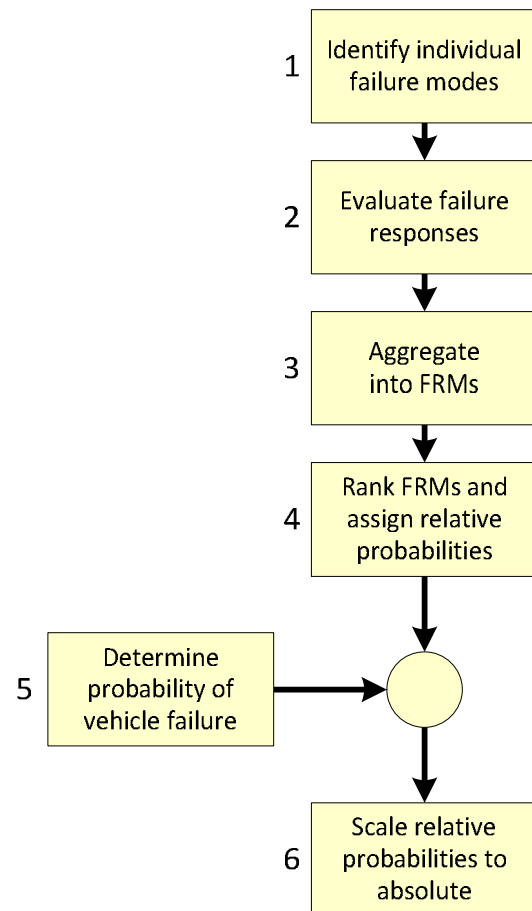 1
Identify individual
failure modes
2
Evaluate failure
responses
3
Aggregate
into FRMs
4
Rank FRMs and
assign relative
probabilities
5
Determine
probability of
vehicle failure
6
Scale relative
probabilities to
absolute